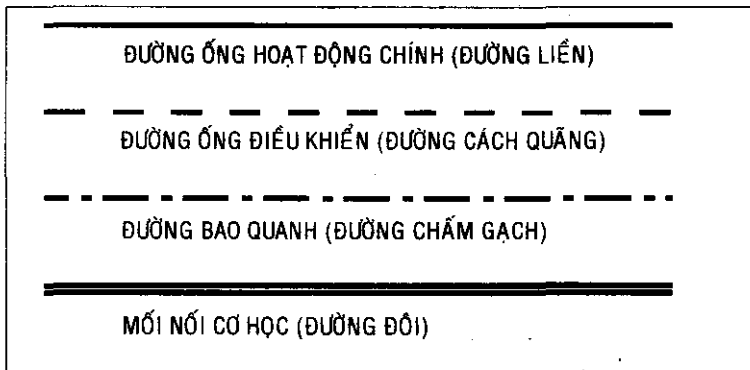 ĐƯỜNG ỐNG HOẠT ĐỘNG CHÍNH (ĐƯỜNG LIỀN)
ĐƯỜNG ỐNG ĐIỀU KHIỂN (ĐƯỜNG CÁCH QUÃNG)
ĐƯỜNG BAO QUANH (ĐƯỜNG CHẤM GẠCH)
MỐI NỐI CƠ HỌC (ĐƯỜNG ĐÔI)